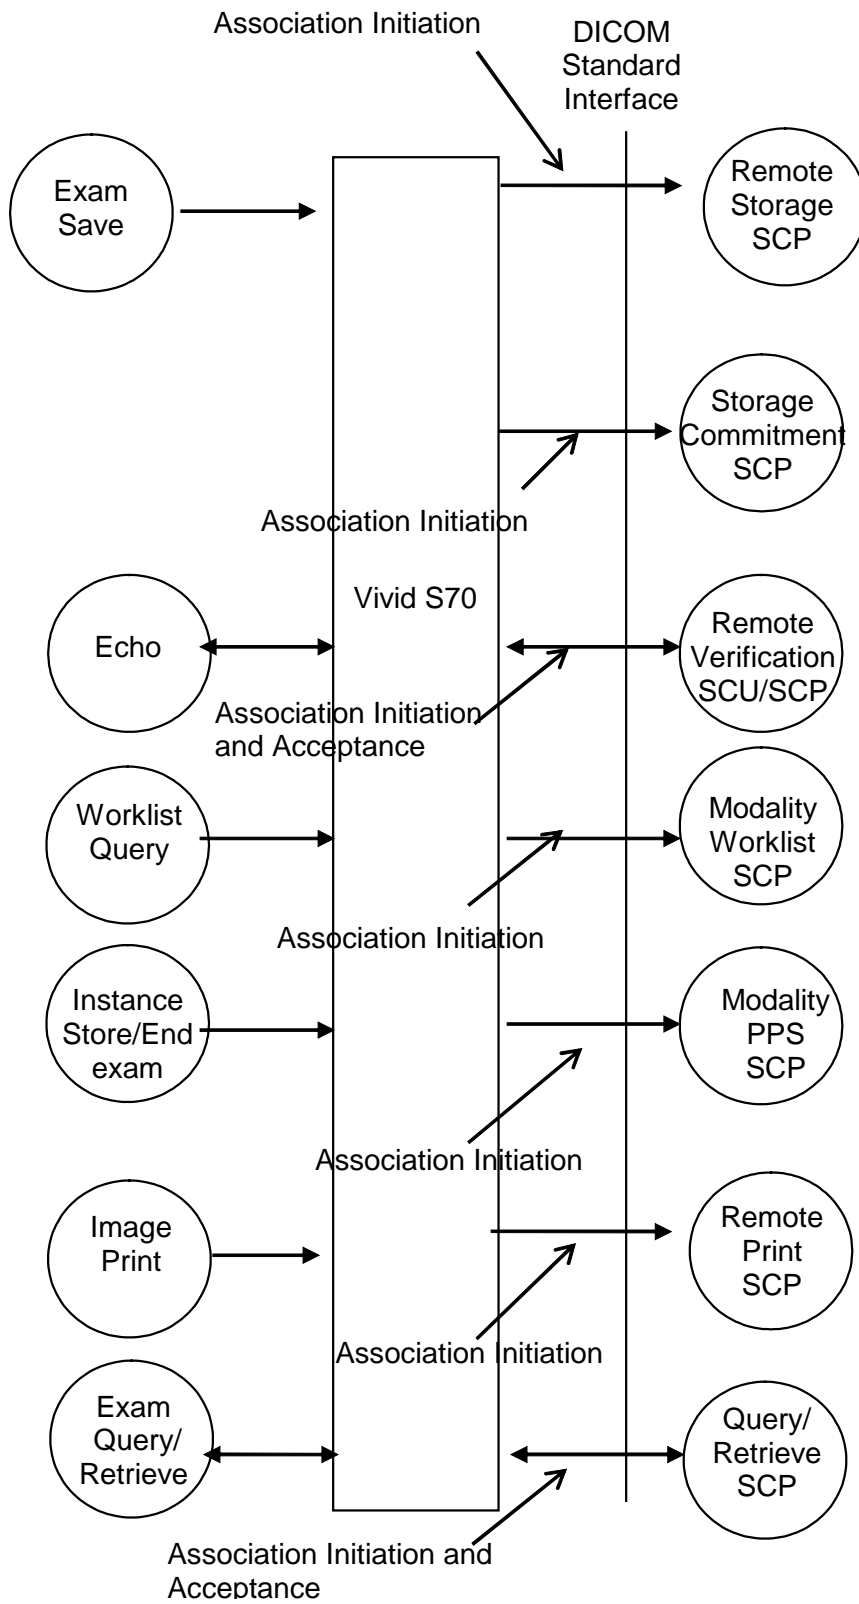 Association Initiation
DICOM
Standard
Interface
Exam
Save
Remote
Storage
SCP
Storage
Commitment
SCP
Association Initiation
Vivid S70
Echo
Remote
Verification
SCU/SCP
Association Initiation
and Acceptance
Worklist
Query
Modality
Worklist
SCP
Association Initiation
Instance
Store/End
exam
Modality
PPS
SCP
Association Initiation
Image
Print
Remote
Print
SCP
Association Initiation
Exam
Query/
Retrieve
Query/
Retrieve
SCP
Association Initiation and
Acceptance